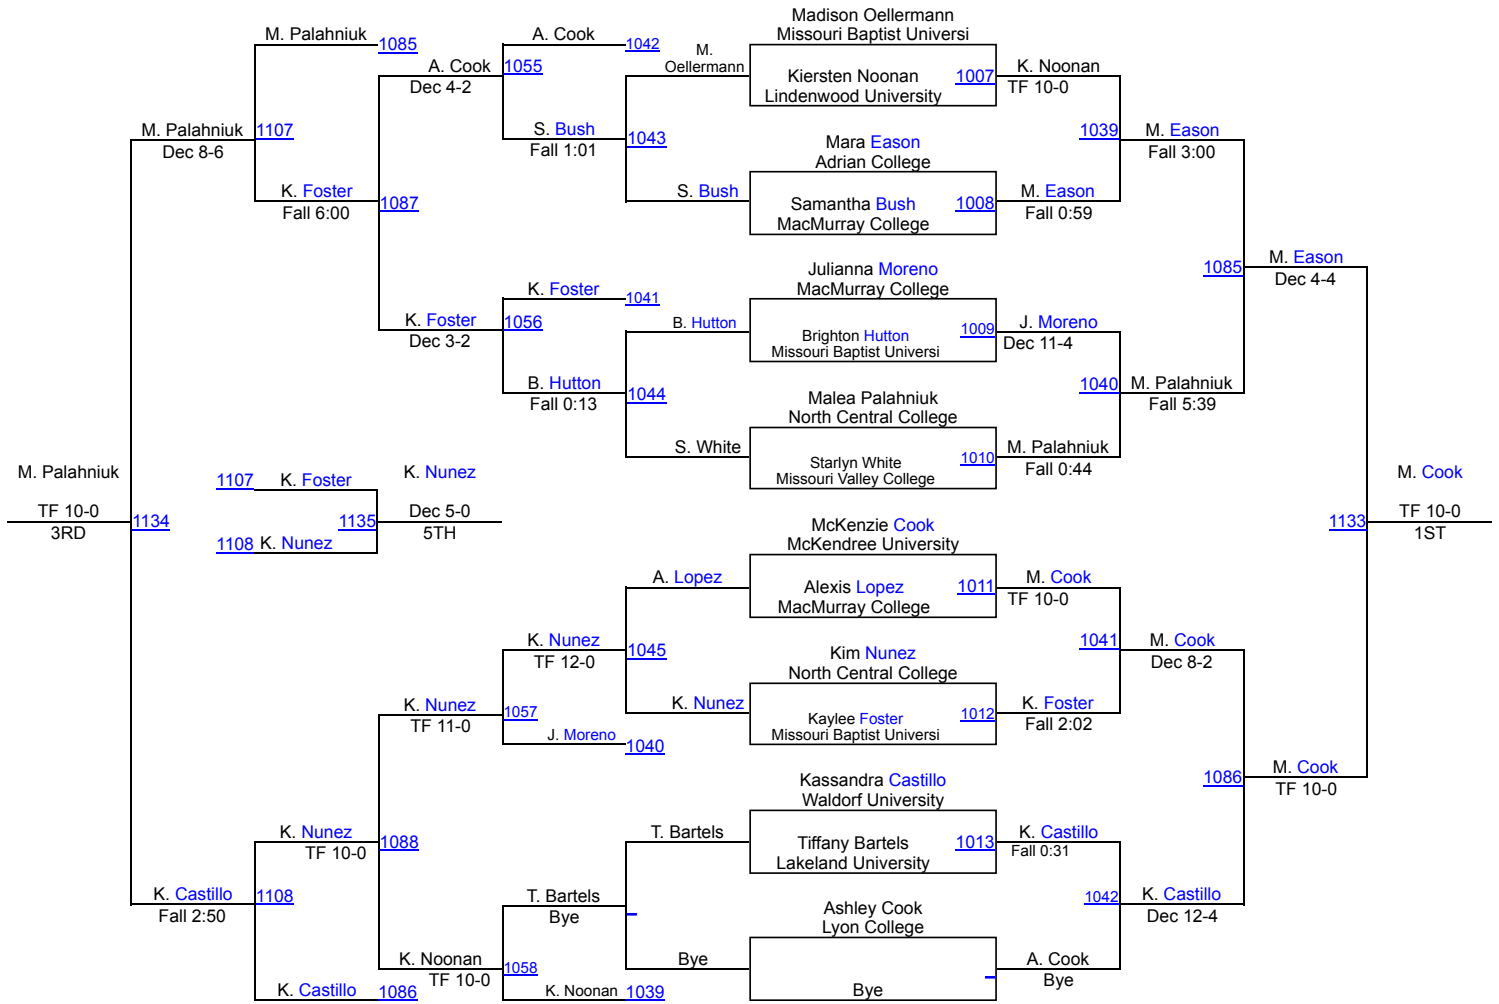 Madison Oellermann
Missouri Baptist Universi
M. Palahniuk
1085
A. Cook
1042
M.
Oellermann
A. Cook
1055
Dec 4-2
Kiersten Noonan
1007
Lindenwood University
K. Noonan
TF 10-0
M. Palahniuk
1107
Dec 8-6
S. Bush
1043
Fall 1:01
Mara Eason
Adrian College
1039
M. Eason
Fall 3:00
K. Foster
1087
Fall 6:00
S. Bush
Samantha Bush
1008
MacMurray College
M. Eason
Fall 0:59
Julianna Moreno
MacMurray College
1085
M. Eason
Dec 4-4
K. Foster
1041
K. Foster
1056
Dec 3-2
B. Hutton
Brighton Hutton
1009
Missouri Baptist Universi
J. Moreno
Dec 11-4
B. Hutton
1044
Fall 0:13
Malea Palahniuk
North Central College
1040
M. Palahniuk
Fall 5:39
S. White
Starlyn White
1010
Missouri Valley College
M. Palahniuk
Fall 0:44
M. Palahniuk
TF 10-0
1134
3RD
1107
K. Foster
1135
1108
K. Nunez
K. Nunez
Dec 5-0
5TH
M. Cook
1133
TF 10-0
1ST
McKenzie Cook
McKendree University
A. Lopez
Alexis Lopez
1011
MacMurray College
M. Cook
TF 10-0
K. Nunez
1045
TF 12-0
Kim Nunez
North Central College
1041
M. Cook
Dec 8-2
K. Nunez
1057
TF 11-0
K. Nunez
Kaylee Foster
1012
Missouri Baptist Universi
K. Foster
Fall 2:02
J. Moreno
1040
Kassandra Castillo
Waldorf University
1086
M. Cook
TF 10-0
K. Nunez
1088
TF 10-0
T. Bartels
Tiffany Bartels
1013
Lakeland University
K. Castillo
Fall 0:31
K. Castillo
1108
Fall 2:50
T. Bartels
Bye
Ashley Cook
Lyon College
1042
K. Castillo
Dec 12-4
K. Noonan
1058
TF 10-0
Bye
Bye
A. Cook
Bye
K. Castillo
1086
K. Noonan
1039